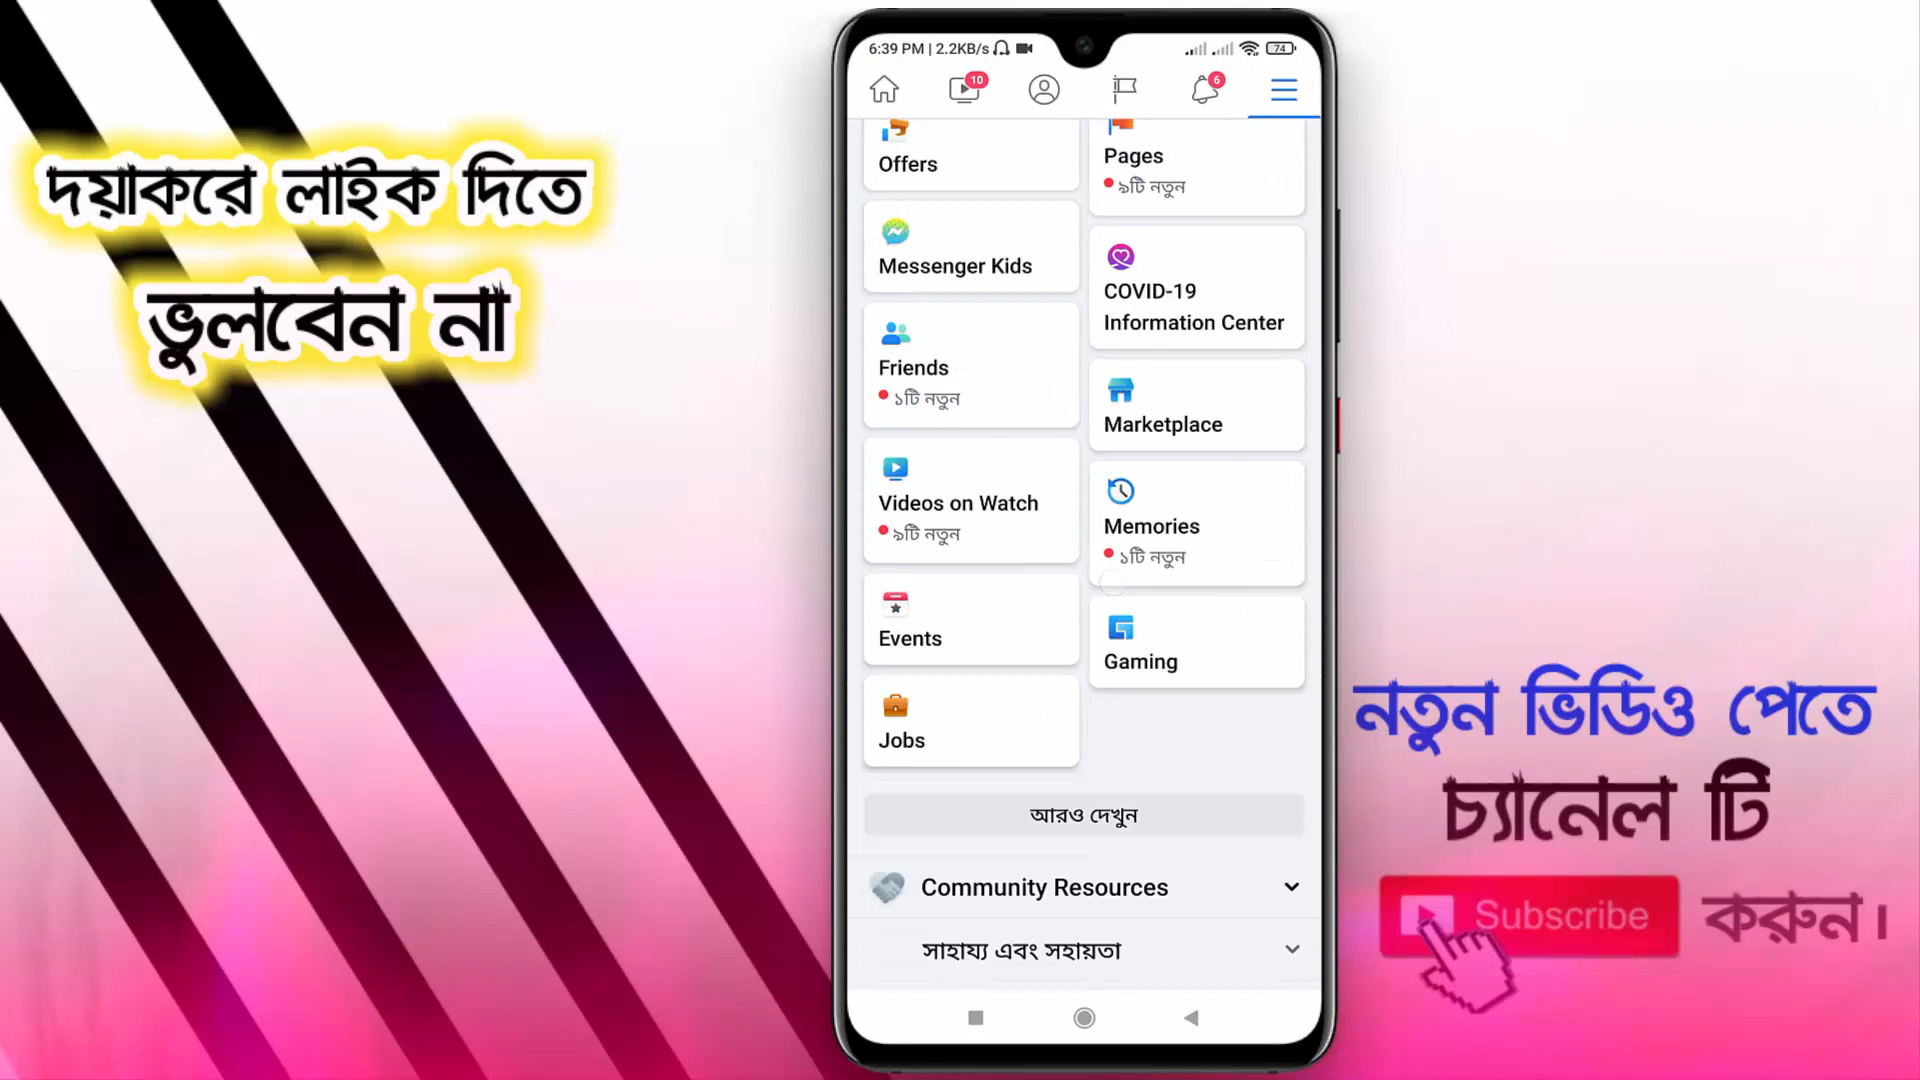 দয়াকরে লাইক দিতে
ভুলবেন না
6:39 PM | 2.2KB/s
74
10
6
Offers
Pages
৯টি নতুন
Messenger Kids
COVID-19
Information Center
Friends
১টি নতুন
Marketplace
Videos on Watch
৯টি নতুন
Memories
১টি নতুন
Events
Gaming
Jobs
আরও দেখুন
Community Resources
সাহায্য এবং সহায়তা
নতুন ভিডিও পেতে
চ্যানেল টি
Subscribe করুন।